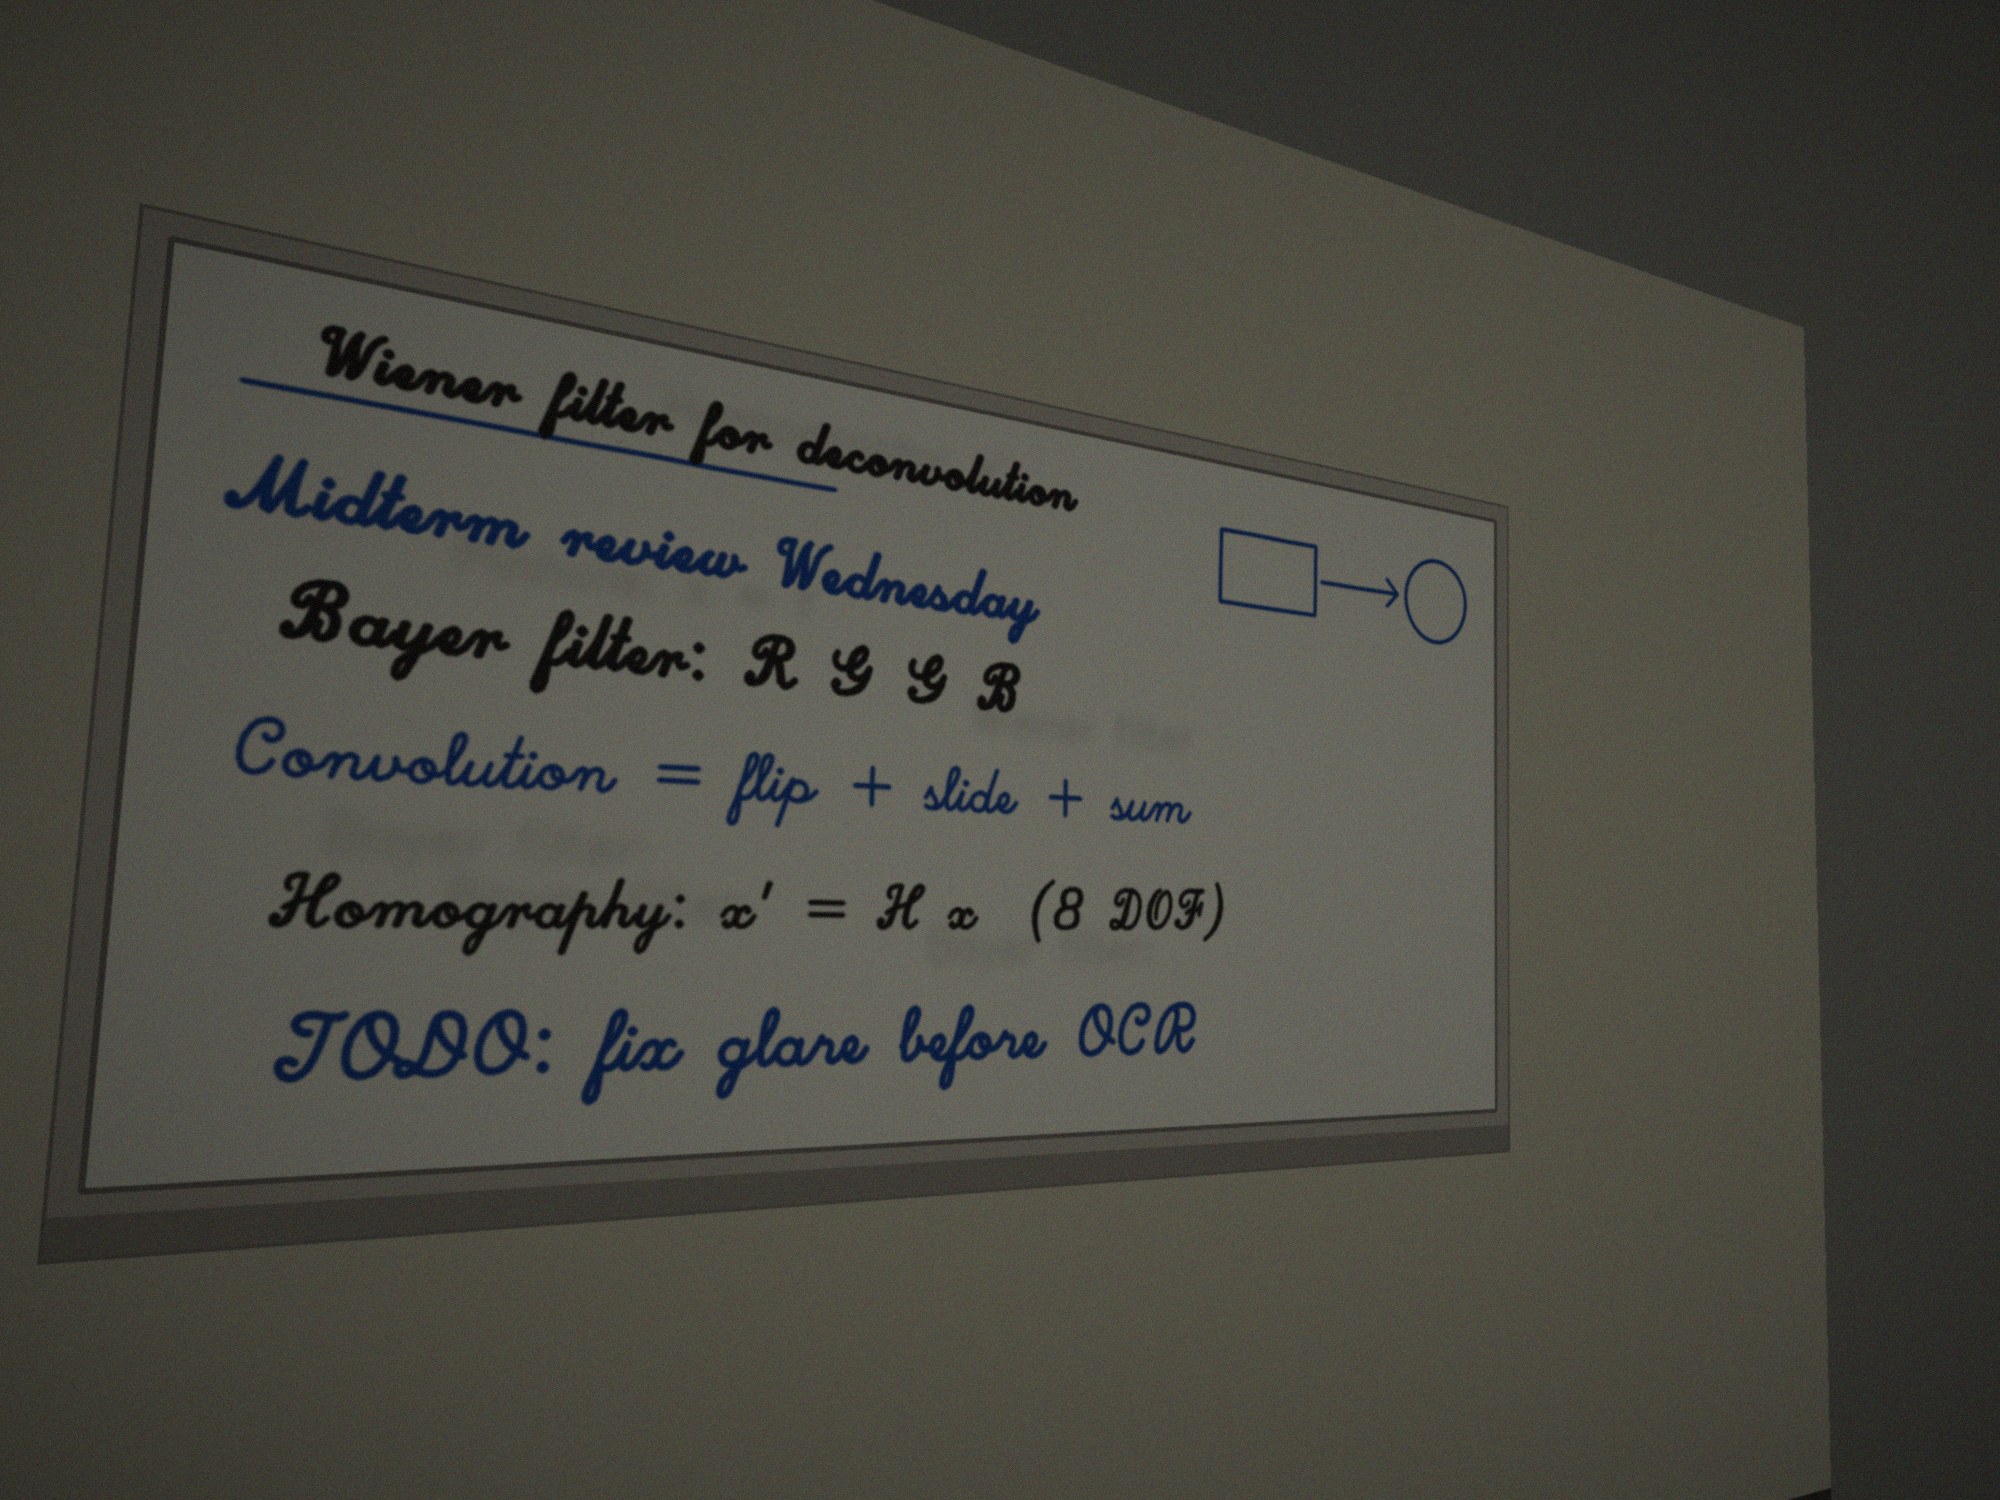 Wiener filter for deconvolution
Midterm review Wednesday
Bayer filter: R G G B
Convolution = flip + slide + sum
Homography: x' = H x (8 DOF)
TODO: fix glare before OCR